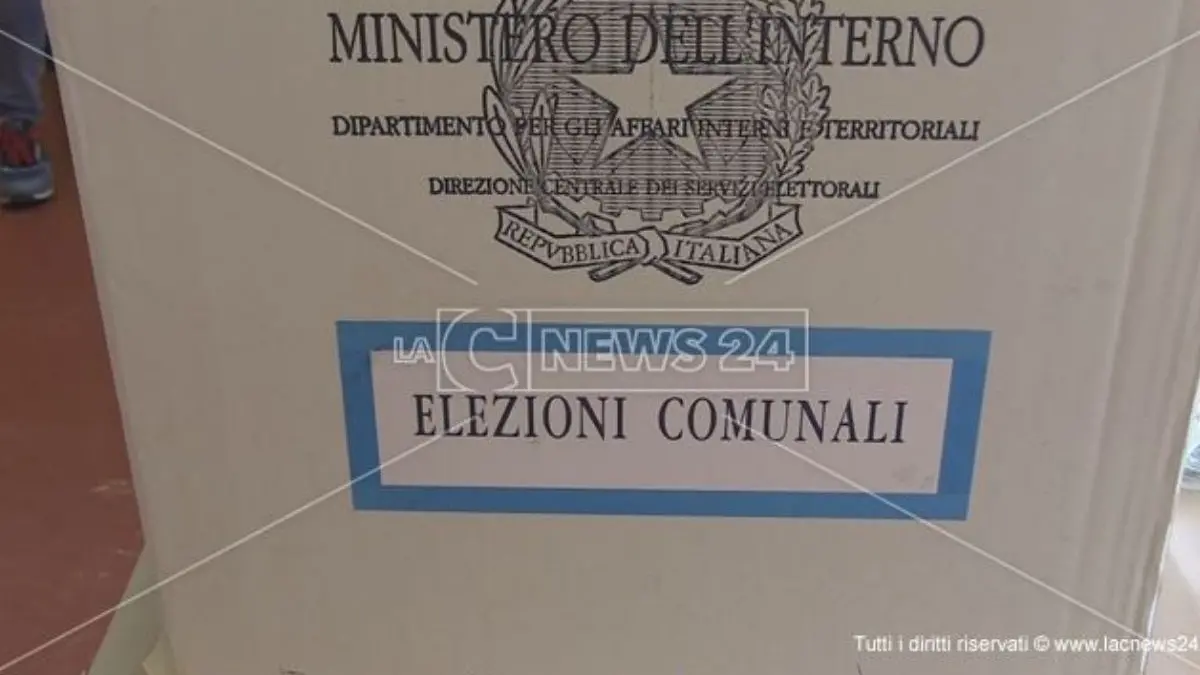 MINISTERO DELL'INTERNO
DIPARTIMENTO PER GLI AFFARI INTERNI E TERRITORIALI
DIREZIONE CENTRALE DEI SERVIZI ELETTORALI
REPVBBLICA ITALIANA
LA C NEWS 24
ELEZIONI COMUNALI
Tutti i diritti riservati © www.lacnews24